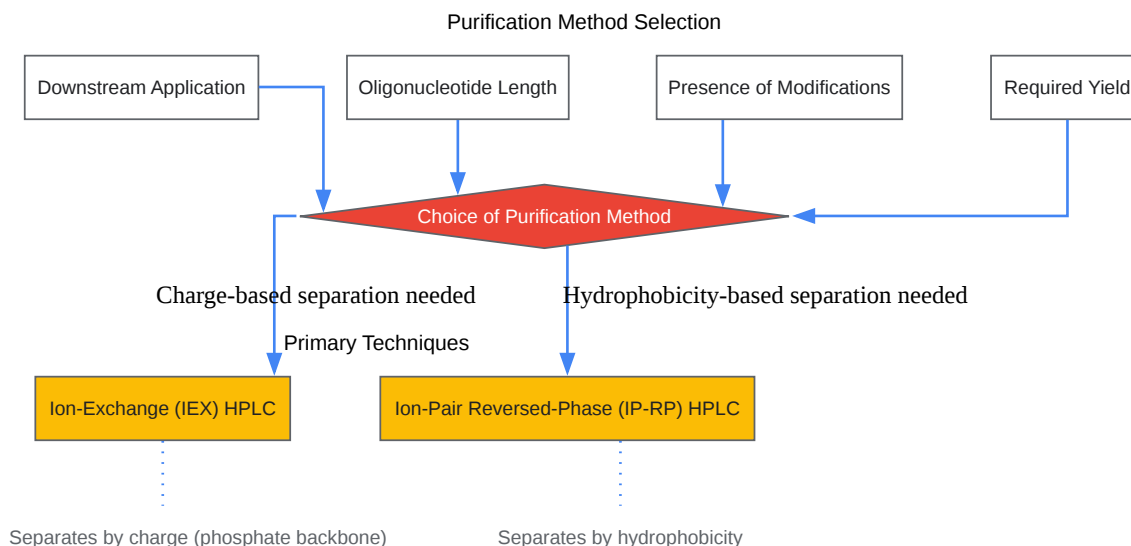 Purification Method Selection
Downstream Application
Oligonucleotide Length
Presence of Modifications
Required Yield
Choice of Purification Method
Charge-based separation needed
Hydrophobicity-based separation needed
Primary Techniques
Ion-Exchange (IEX) HPLC
Ion-Pair Reversed-Phase (IP-RP) HPLC
Separates by charge (phosphate backbone)
Separates by hydrophobicity